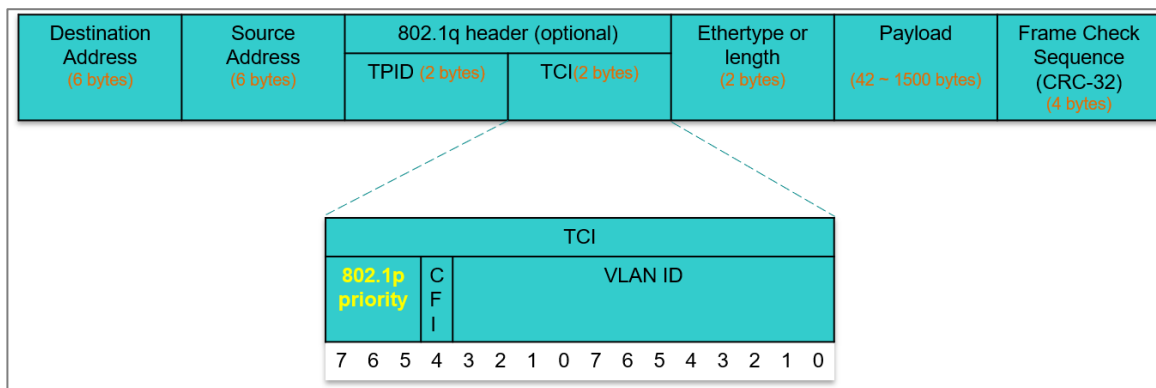 Destination
Address
(6 bytes)
Source
Address
(6 bytes)
802.1q header (optional)
TPID (2 bytes)
TCI(2 bytes)
Ethertype or
length
(2 bytes)
Payload
(42 ~ 1500 bytes)
Frame Check
Sequence
(CRC-32)
(4 bytes)
TCI
802.1p
priority
C
F
I
VLAN ID
7 6 5 4 3 2 1 0 7 6 5 4 3 2 1 0